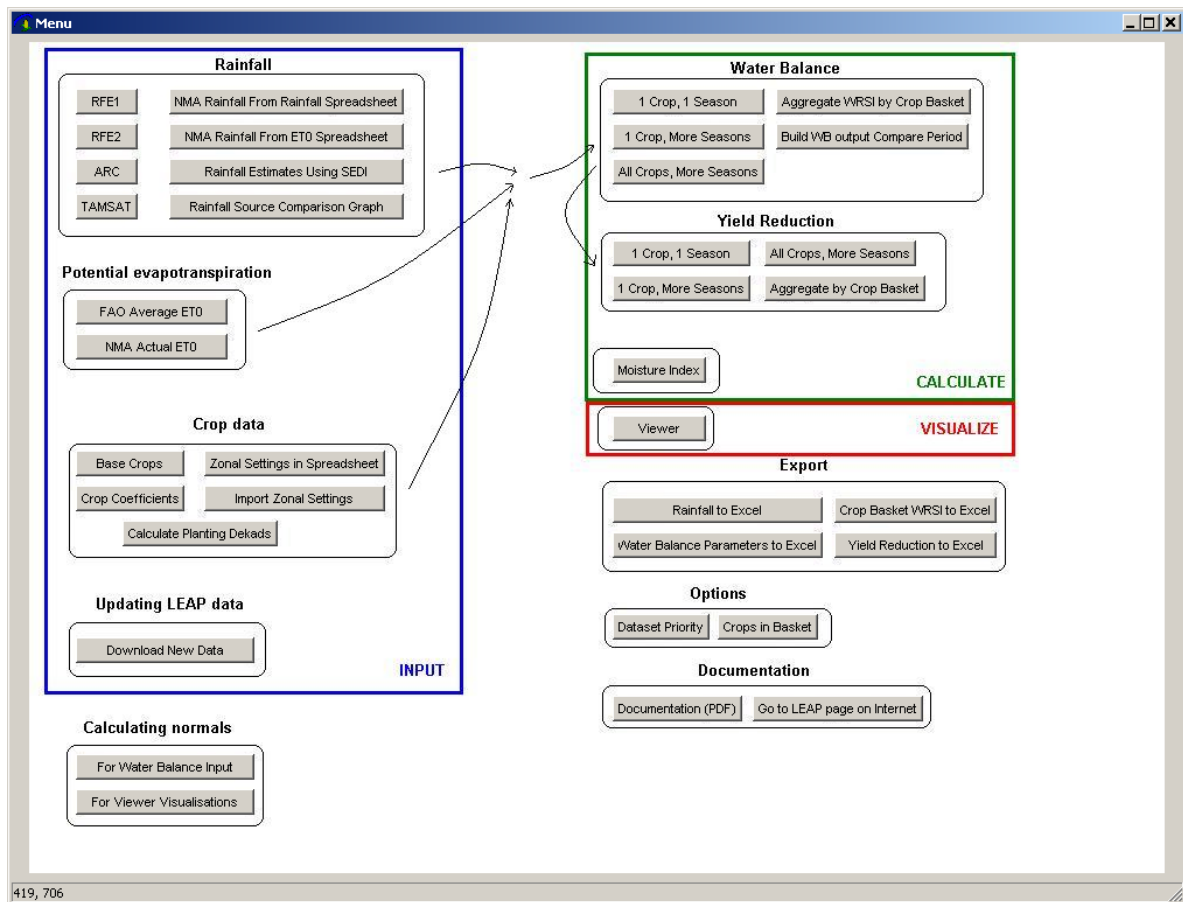 Menu
Rainfall
RFE1
NMA Rainfall From Rainfall Spreadsheet
RFE2
NMA Rainfall From ET0 Spreadsheet
ARC
Rainfall Estimates Using SEDI
TAMSAT
Rainfall Source Comparison Graph
Potential evapotranspiration
FAO Average ET0
NMA Actual ET0
Crop data
Base Crops
Zonal Settings in Spreadsheet
Crop Coefficients
Import Zonal Settings
Calculate Planting Dekads
Updating LEAP data
Download New Data
INPUT
Calculating normals
For Water Balance Input
For Viewer Visualisations
Water Balance
1 Crop, 1 Season
Aggregate WRSI by Crop Basket
1 Crop, More Seasons
Build WB output Compare Period
All Crops, More Seasons
Yield Reduction
1 Crop, 1 Season
All Crops, More Seasons
1 Crop, More Seasons
Aggregate by Crop Basket
Moisture Index
CALCULATE
Viewer
VISUALIZE
Export
Rainfall to Excel
Crop Basket WRSI to Excel
Water Balance Parameters to Excel
Yield Reduction to Excel
Options
Dataset Priority
Crops in Basket
Documentation
Documentation (PDF)
Go to LEAP page on Internet
419, 706